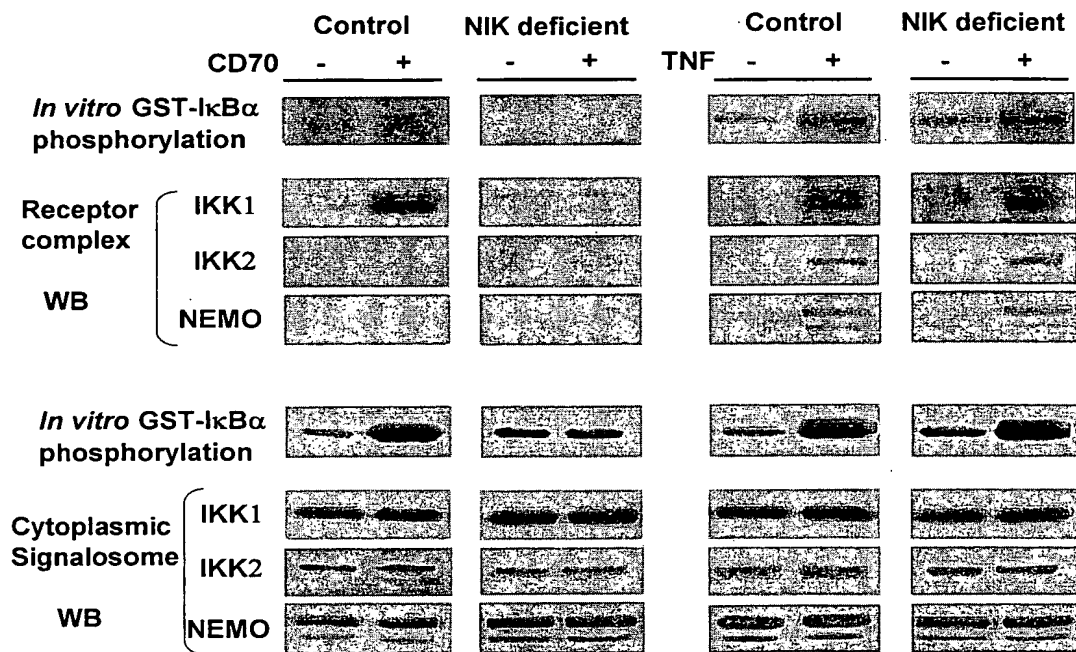 Control NIK deficient Control NIK deficient
CD70 - + - + TNF - + - +
In vitro GST-IκBα
phosphorylation
Receptor
complex
WB
IKK1
IKK2
NEMO
In vitro GST-IκBα
phosphorylation
Cytoplasmic
Signalosome
WB
IKK1
IKK2
NEMO